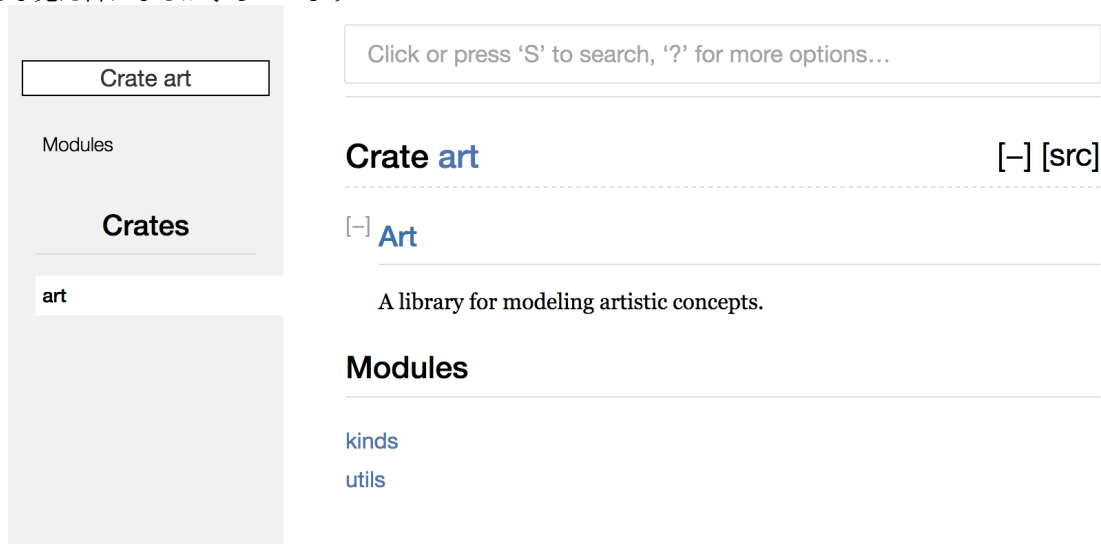 Crate art
Modules
Crates
art
Click or press ‘S’ to search, ‘?’ for more options…
Crate art
[–] [src]
[–] Art
A library for modeling artistic concepts.
Modules
kinds
utils